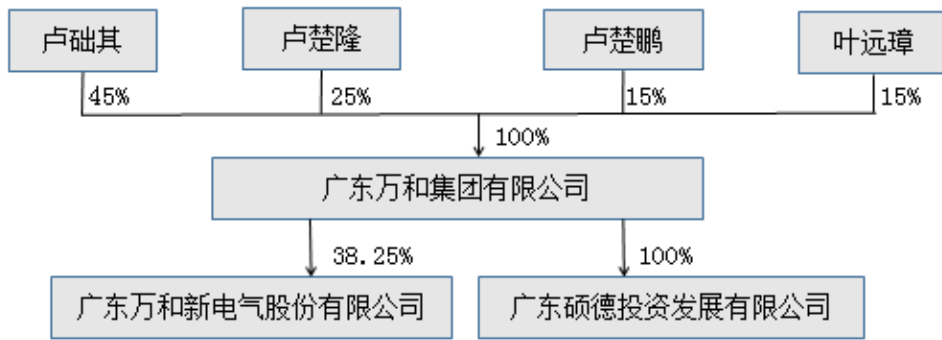 卢础其
卢楚隆
卢楚鹏
叶远璋
45%
25%
15%
15%
100%
广东万和集团有限公司
38.25%
100%
广东万和新电气股份有限公司
广东硕德投资发展有限公司